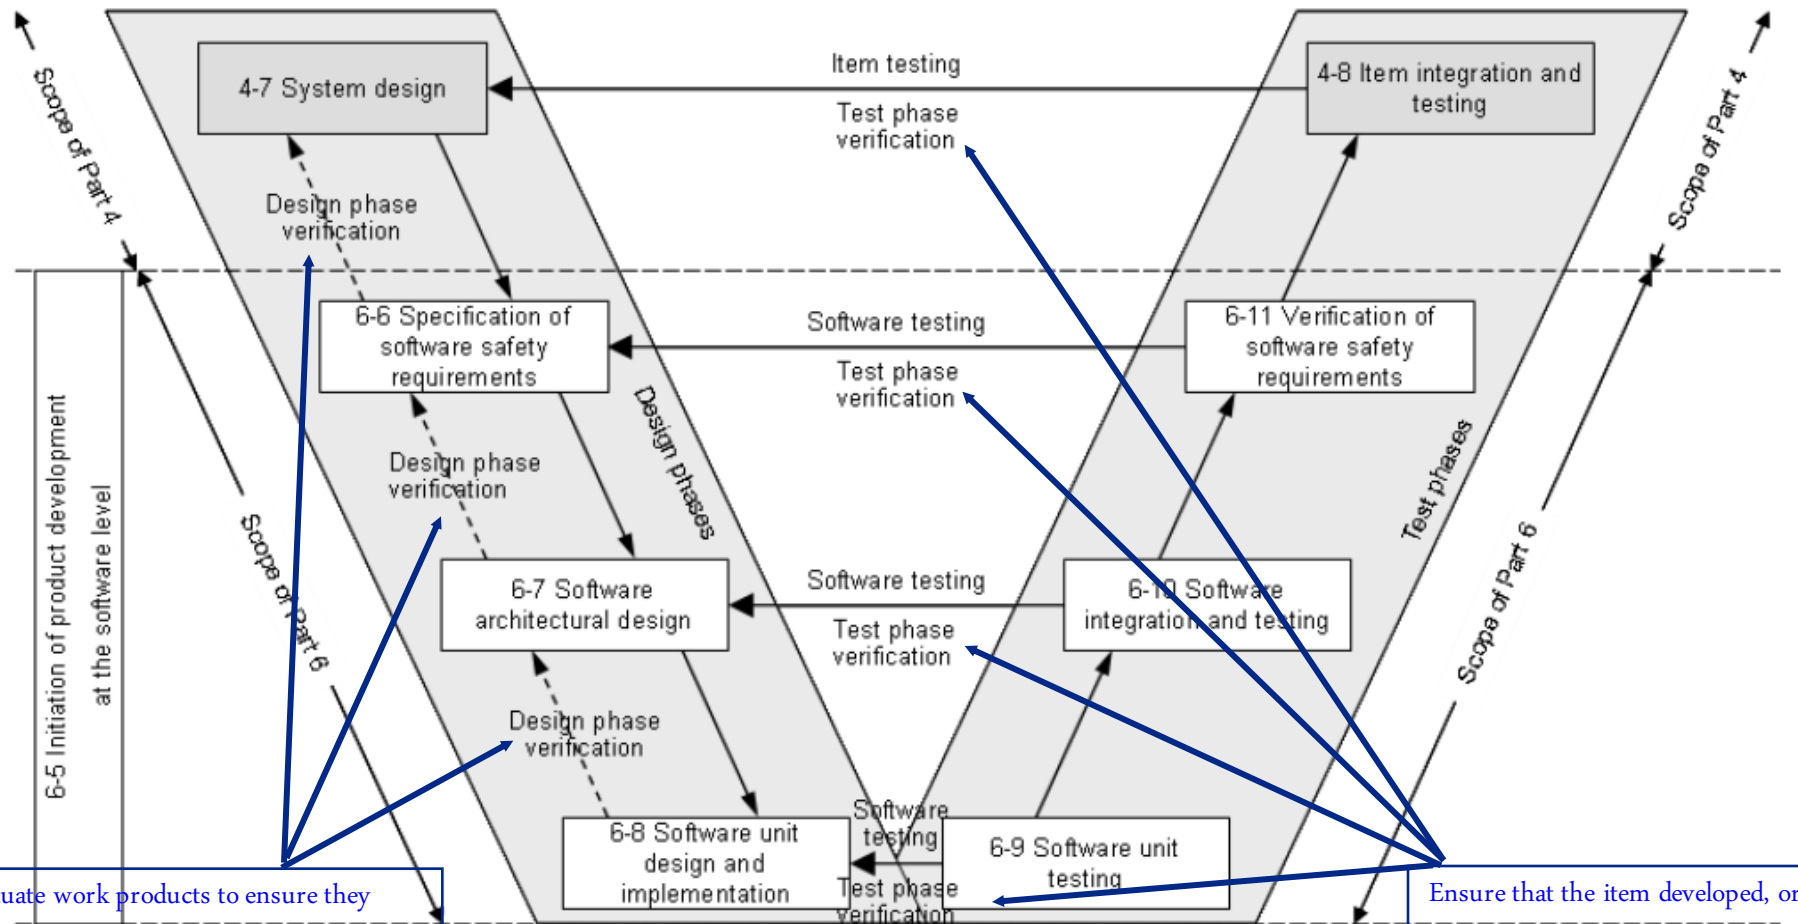 Item testing
4-7 System design
4-8 Item integration and
testing
Test phase
verification
Scope of Part 4
Scope of Part 4
Design phase
verification
6-6 Specification of
software safety
requirements
Software testing
6-11 Verification of
software safety
requirements
Test phase
verification
Design phases
Test phases
Design phase
verification
6-5 Initiation of product development
at the software level
Scope of Part 6
Scope of Part 6
6-7 Software
architectural design
Software testing
6-10 Software
integration and testing
Test phase
verification
Design phase
verification
Software
testing
6-8 Software unit
design and
implementation
6-9 Software unit
testing
Test phase
verification
work products to ensure they
Ensure that the item developed, or